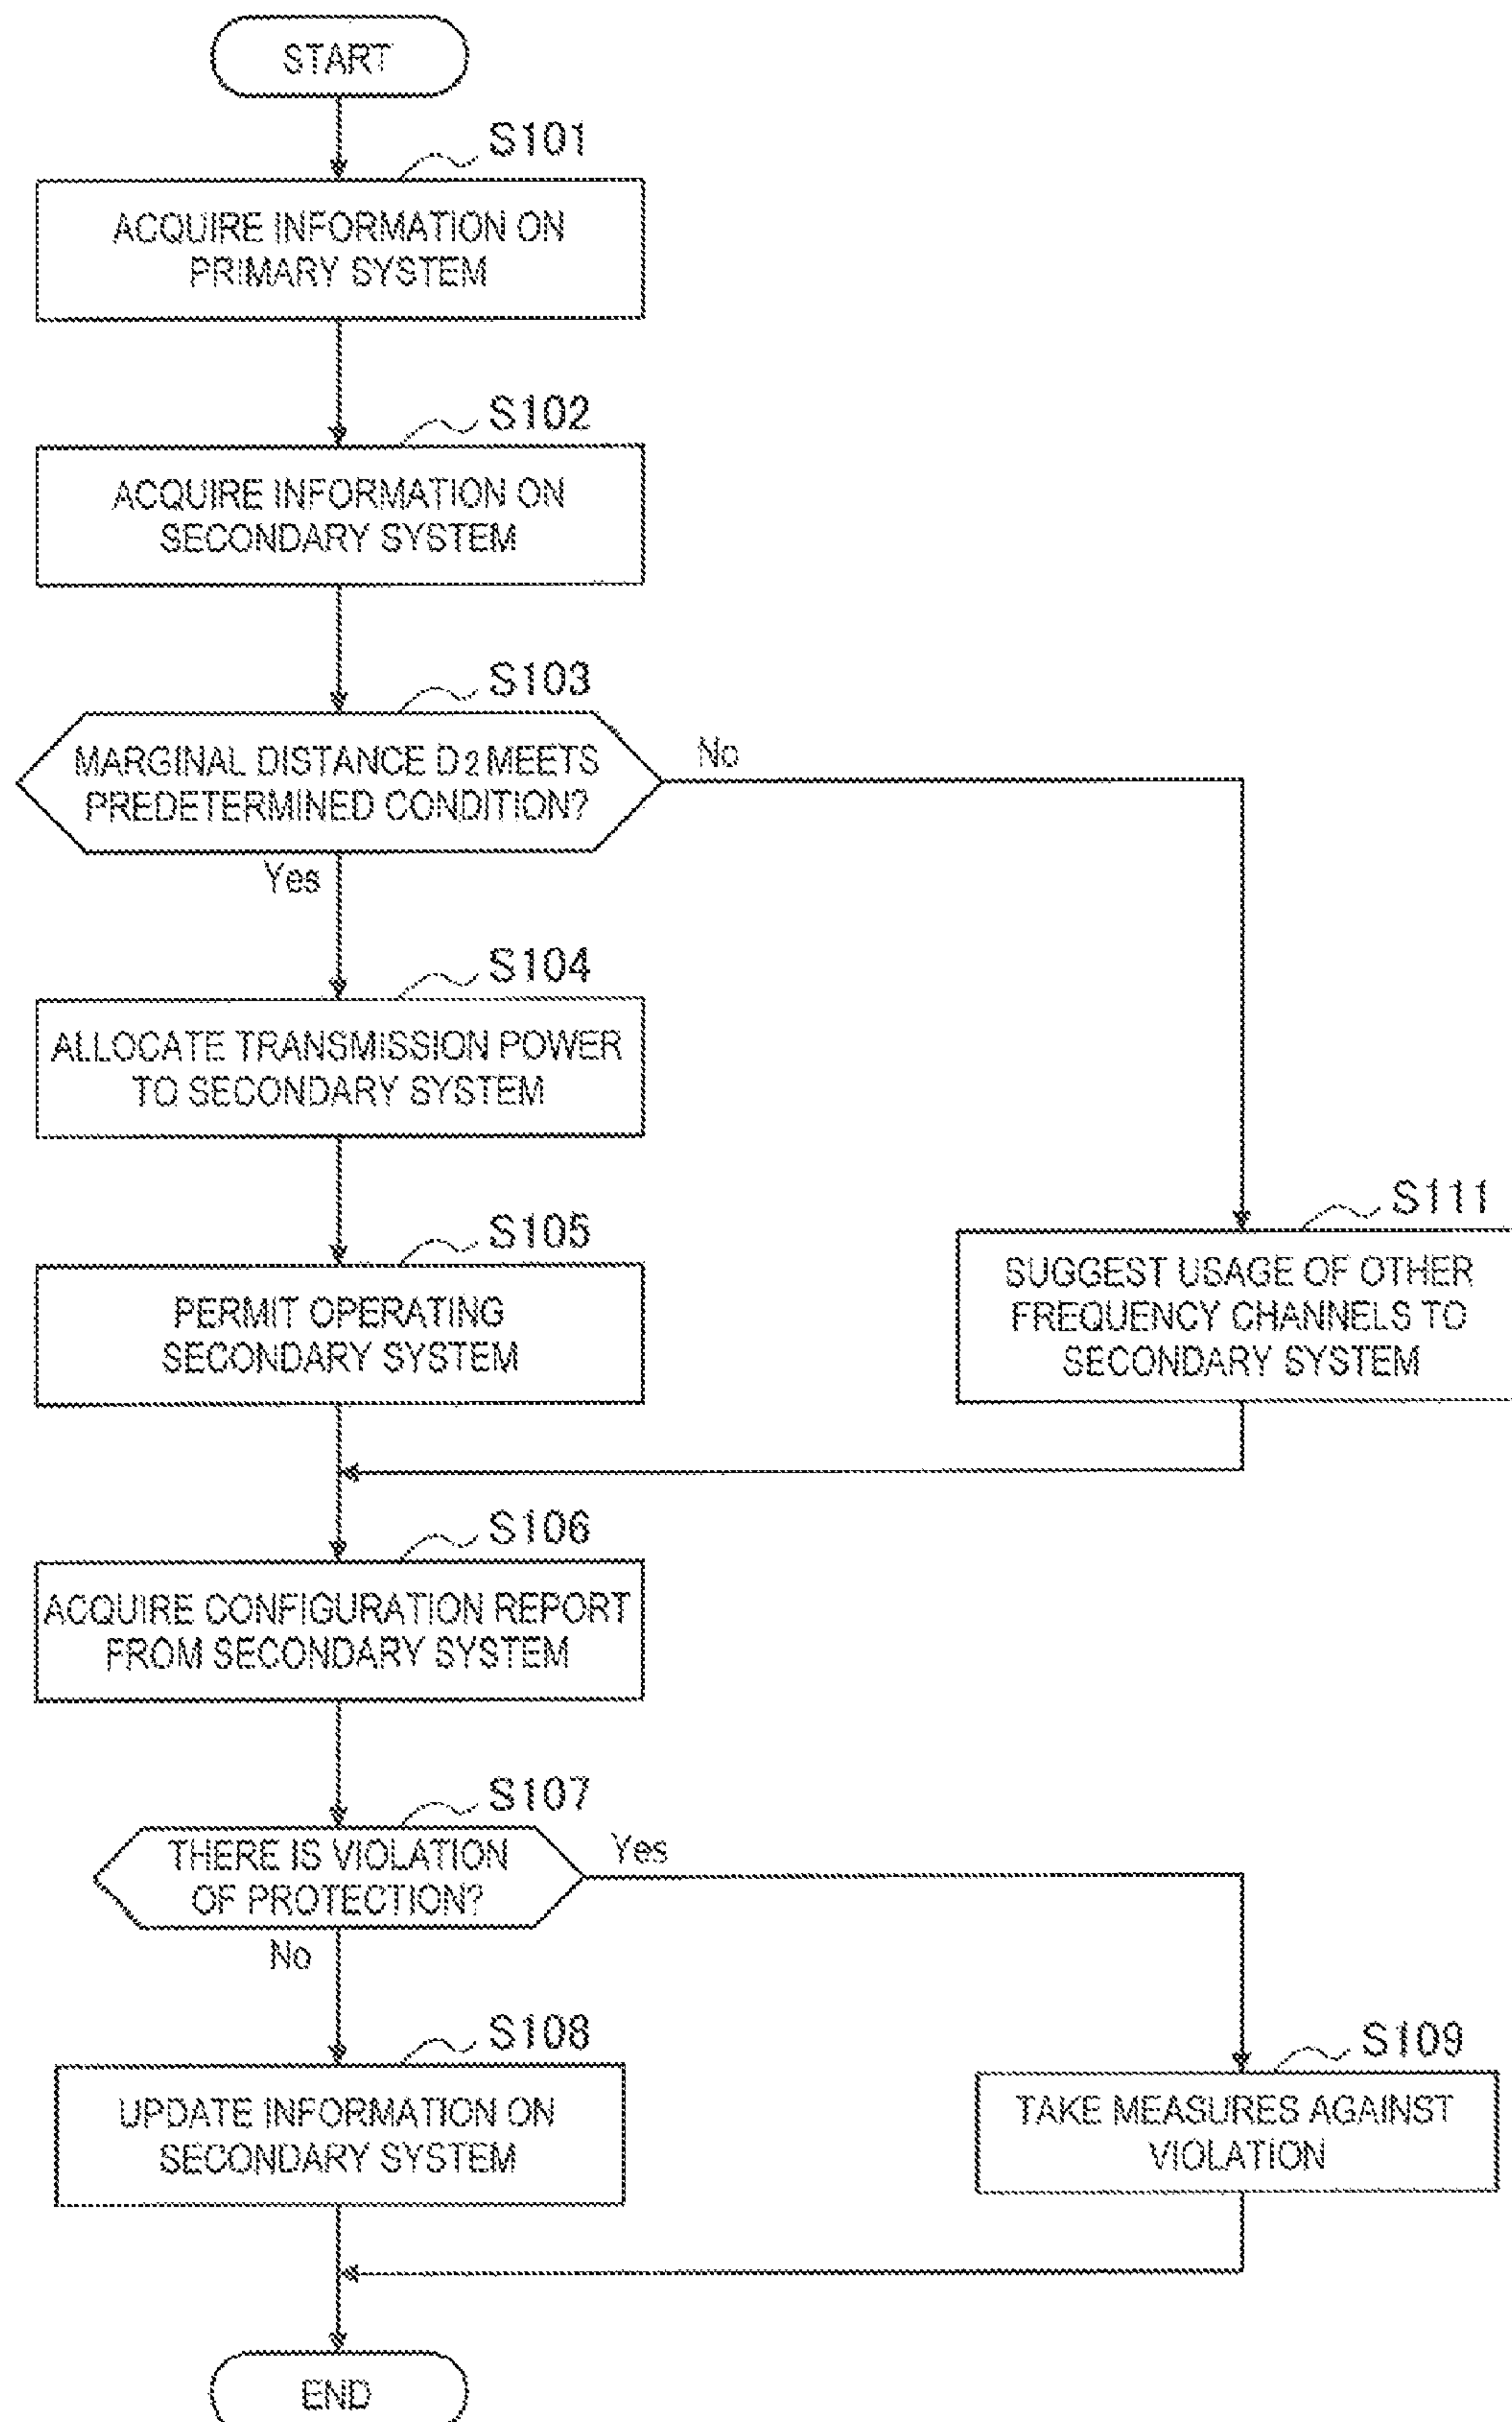 START
S101
ACQUIRE INFORMATION ON
PRIMARY SYSTEM
S102
ACQUIRE INFORMATION ON
SECONDARY SYSTEM
S103
MARGINAL DISTANCE D2 MEETS
PREDETERMINED CONDITION?
No
Yes
S104
ALLOCATE TRANSMISSION POWER
TO SECONDARY SYSTEM
S105
PERMIT OPERATING
SECONDARY SYSTEM
S111
SUGGEST USAGE OF OTHER
FREQUENCY CHANNELS TO
SECONDARY SYSTEM
S106
ACQUIRE CONFIGURATION REPORT
FROM SECONDARY SYSTEM
S107
THERE IS VIOLATION
OF PROTECTION?
Yes
No
S108
UPDATE INFORMATION ON
SECONDARY SYSTEM
S109
TAKE MEASURES AGAINST
VIOLATION
END